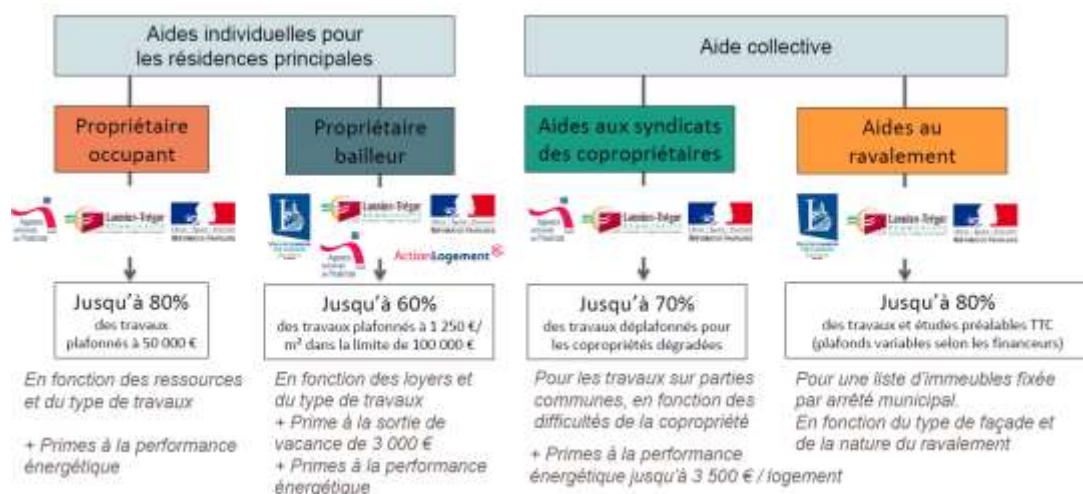 Aides individuelles pour
les résidences principales
Aide collective
Propriétaire
occupant
Propriétaire
bailleur
Aides aux syndicats
des copropriétaires
Aides au
ravalement
Lannion-Trégor
Lannion-Trégor
ActionLogement
Lannion-Trégor
Lannion-Trégor
Jusqu'à 80%
des travaux
plafonnés à 50 000 €
Jusqu'à 60%
des travaux plafonnés à 1 250 €/
m² dans la limite de 100 000 €
Jusqu'à 70%
des travaux déplafonnés pour
les copropriétés dégradées
Jusqu'à 80%
des travaux et études préalables TTC
(plafonds variables selon les financeurs)
En fonction des ressources
et du type de travaux
+ Primes à la performance
énergétique
En fonction des loyers et
du type de travaux
+ Prime à la sortie de
vacance de 3 000 €
+ Primes à la performance
énergétique
Pour les travaux sur parties
communes, en fonction des
difficultés de la copropriété
+ Primes à la performance
énergétique jusqu'à 3 500 € / logement
Pour une liste d'immeubles fixée
par arrêté municipal.
En fonction du type de façade et
de la nature du ravalement